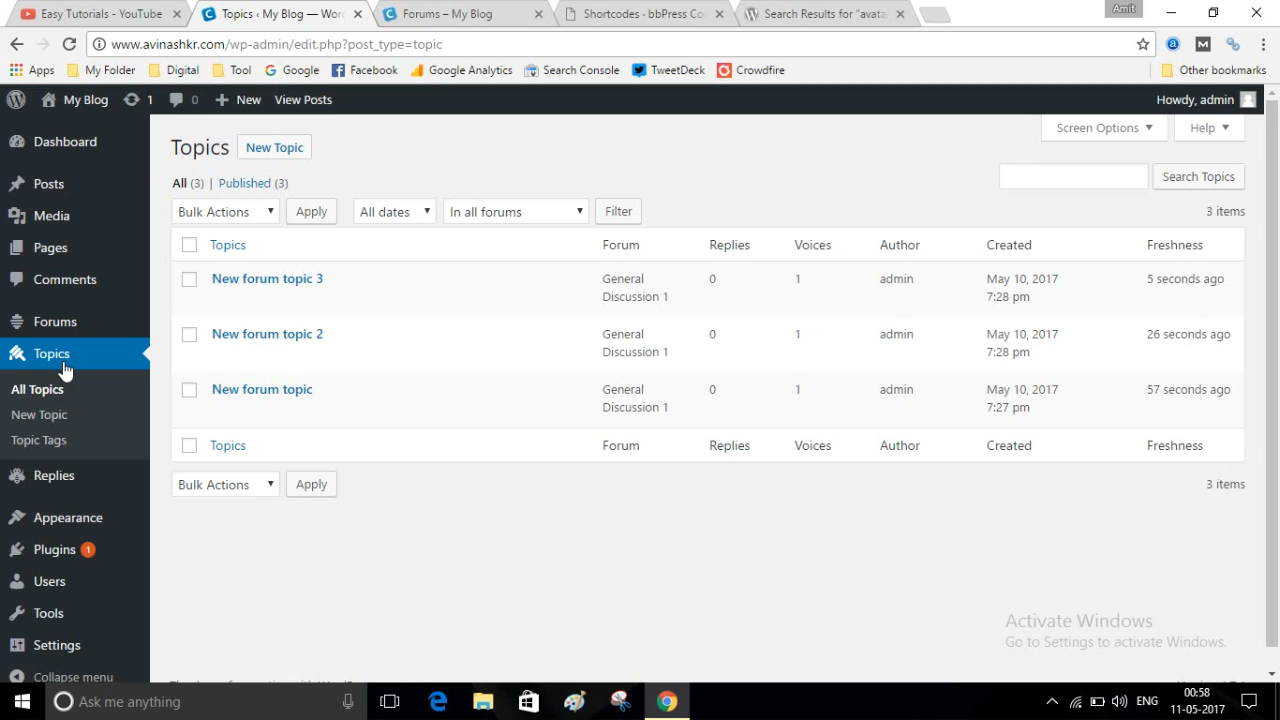 Easy Tutorials - YouTube
Topics ‹ My Blog — Wor
Forums – My Blog
Shortcodes · bbPress Co
Search Results for "avata
Amit
www.avinashkr.com/wp-admin/edit.php?post_type=topic
Apps
My Folder
Digital
Tool
Google
Facebook
Google Analytics
Search Console
TweetDeck
Crowdfire
Other bookmarks
My Blog
1
0
New
View Posts
Howdy, admin
Dashboard
Posts
Media
Pages
Comments
Forums
Topics
All Topics
New Topic
Topic Tags
Replies
Appearance
Plugins 1
Users
Tools
Settings
Collapse menu
Topics
New Topic
Screen Options
Help
All (3) | Published (3)
Search Topics
Bulk Actions
Apply
All dates
In all forums
Filter
3 items
Topics Forum Replies Voices Author Created Freshness
New forum topic 3 General 0 1 admin May 10, 2017 5 seconds ago
Discussion 1 7:28 pm
New forum topic 2 General 0 1 admin May 10, 2017 26 seconds ago
Discussion 1 7:28 pm
New forum topic General 0 1 admin May 10, 2017 57 seconds ago
Discussion 1 7:27 pm
Topics Forum Replies Voices Author Created Freshness
Bulk Actions
Apply
3 items
Activate Windows
Go to Settings to activate Windows.
Ask me anything
ENG
00:58
11-05-2017